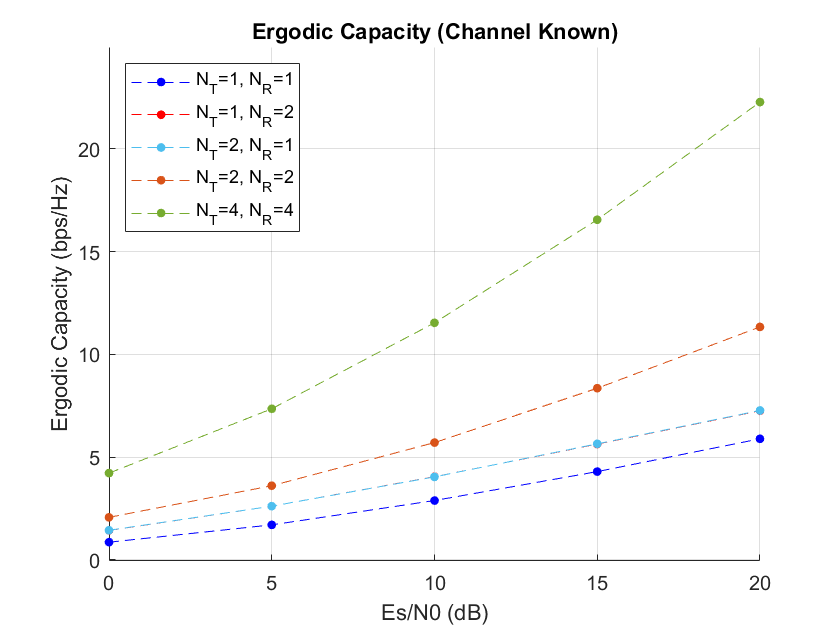 Ergodic Capacity (Channel Known)
N_T=1, N_R=1
N_T=1, N_R=2
N_T=2, N_R=1
N_T=2, N_R=2
N_T=4, N_R=4
Ergodic Capacity (bps/Hz)
20
15
10
5
0
0 5 10 15 20
Es/N0 (dB)